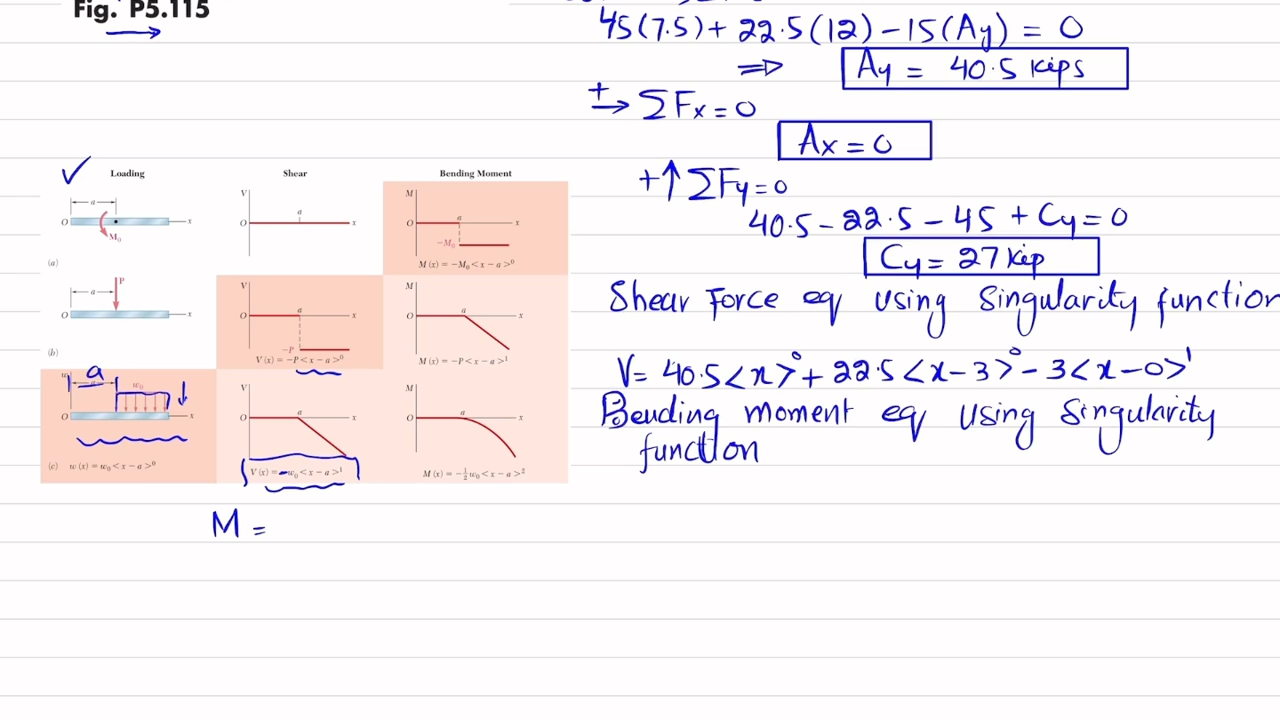 Fig. P5.115
45(7.5) + 22.5(12) - 15(Ay) = 0
⇒ Ay = 40.5 kips
+→ ΣFx = 0
Ax = 0
+↑ ΣFy = 0
40.5 - 22.5 - 45 + Cy = 0
Cy = 27 kip
Shear Force eq using Singularity function
V = 40.5<x>⁰ + 22.5<x-3>⁰ - 3<x-0>¹
Bending moment eq using Singularity
function
✓ Loading Shear Bending Moment
a
O x
M₀
(a)
V
a
O x
M
a
O x
-M₀
M (x) = -M₀ < x - a >⁰
P
a
O x
(b)
V
a
O x
-P
V (x) = -P < x - a >⁰
M
a
O x
M (x) = -P < x - a >¹
w
a
w₀
O x
(c) w (x) = w₀ < x - a >⁰
V
a
O x
V (x) = -w₀ < x - a >¹
M
a
O x
M (x) = -½ w₀ < x - a >²
M =